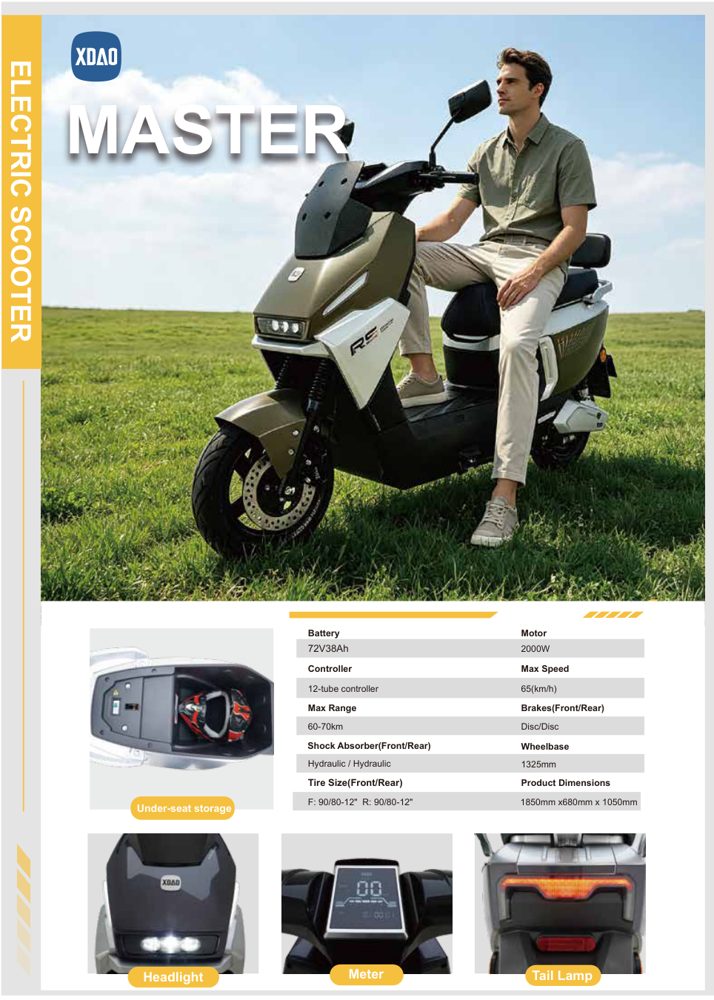 ELECTRIC SCOOTER
XDAO
MASTER
RS
Battery
72V38Ah
Controller
12-tube controller
Max Range
60-70km
Shock Absorber(Front/Rear)
Hydraulic / Hydraulic
Tire Size(Front/Rear)
F: 90/80-12" R: 90/80-12"
Motor
2000W
Max Speed
65(km/h)
Brakes(Front/Rear)
Disc/Disc
Wheelbase
1325mm
Product Dimensions
1850mm x680mm x 1050mm
Under-seat storage
XDAO
Headlight
00
Meter
Tail Lamp